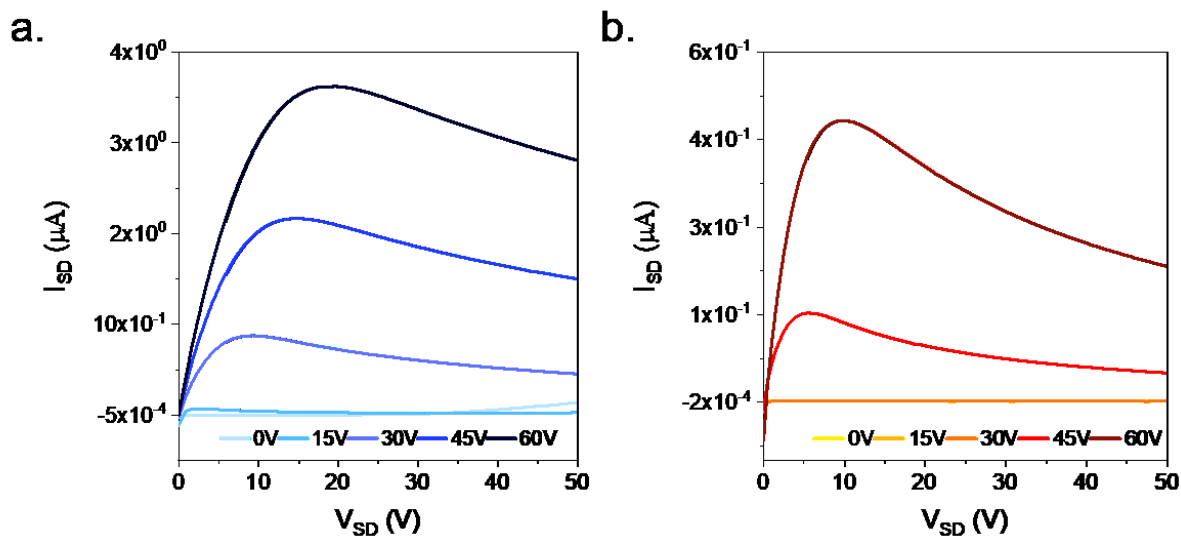 a.
4x10⁰
3x10⁰
2x10⁰
10x10⁻¹
-5x10⁻⁴
I_SD (μA)
0V 15V 30V 45V 60V
0 10 20 30 40 50
V_SD (V)
b.
6x10⁻¹
4x10⁻¹
3x10⁻¹
1x10⁻¹
-2x10⁻⁴
I_SD (μA)
0V 15V 30V 45V 60V
0 10 20 30 40 50
V_SD (V)